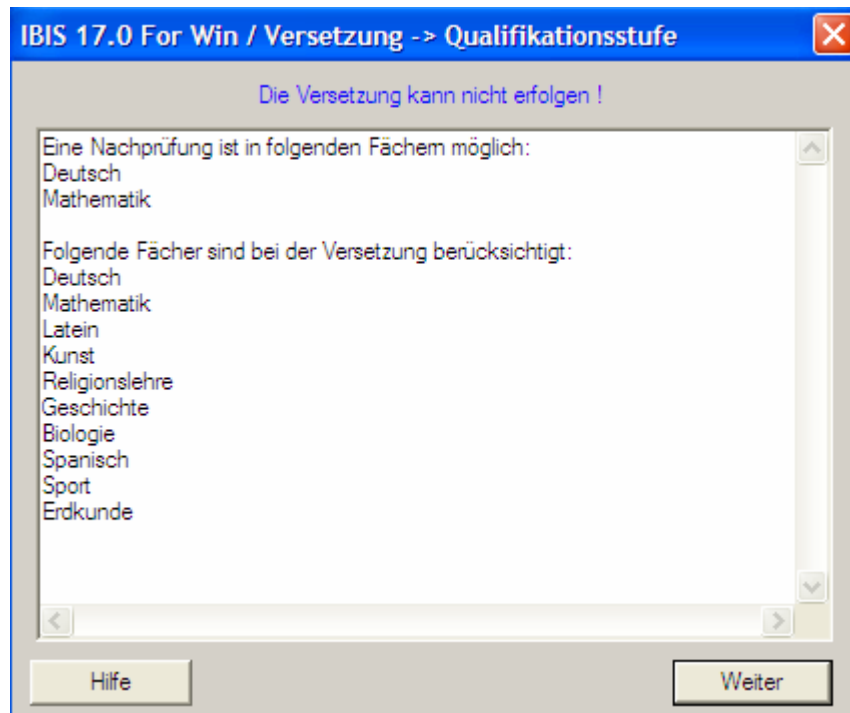 IBIS 17.0 For Win / Versetzung -> Qualifikationsstufe
Die Versetzung kann nicht erfolgen !
Eine Nachprüfung ist in folgenden Fächern möglich:
Deutsch
Mathematik
Folgende Fächer sind bei der Versetzung berücksichtigt:
Deutsch
Mathematik
Latein
Kunst
Religionslehre
Geschichte
Biologie
Spanisch
Sport
Erdkunde
Hilfe
Weiter